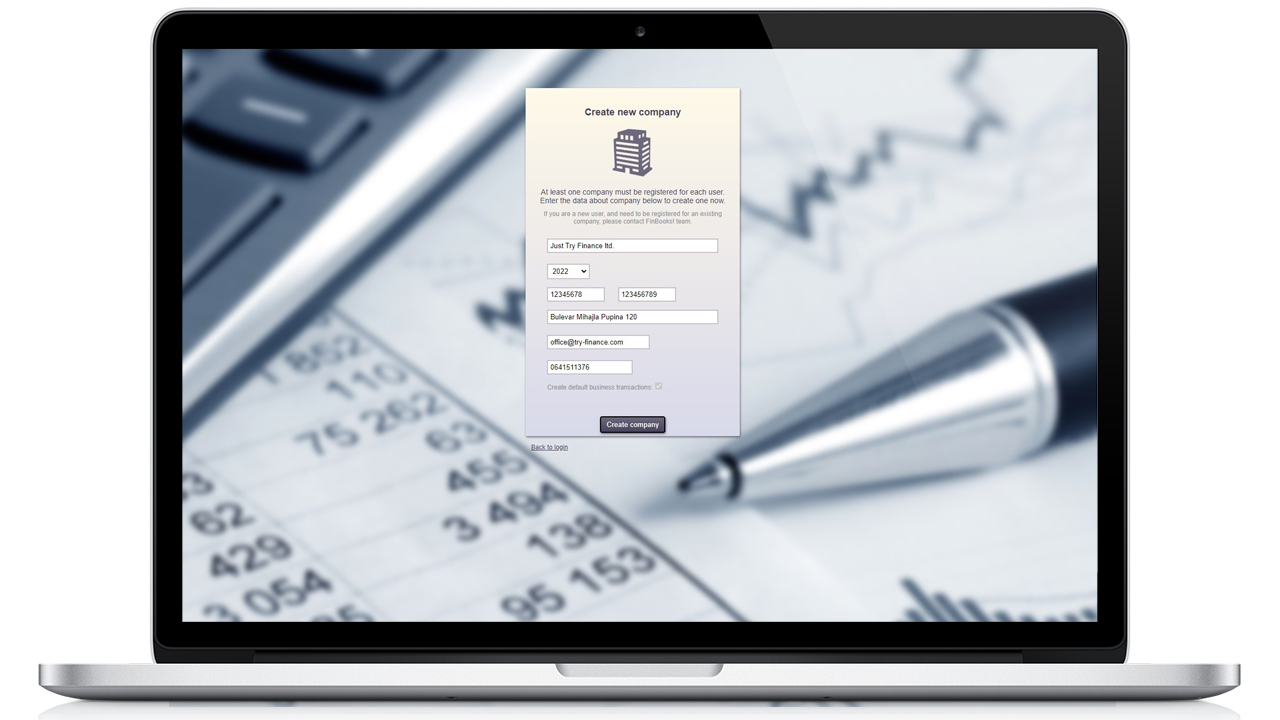 Create new company
At least one company must be registered for each user.
Enter the data about company below to create one now.
If you are a new user, and need to be registered for an existing
company, please contact FinBooks! team.
Just Try Finance ltd.
2022
12345678 123456789
Bulevar Mihajla Pupina 120
office@try-finance.com
0641511376
Create default business transactions:
Create company
Back to login
1 852
110
75 262
63
455
3 494
138
95 153
62
429
3 054